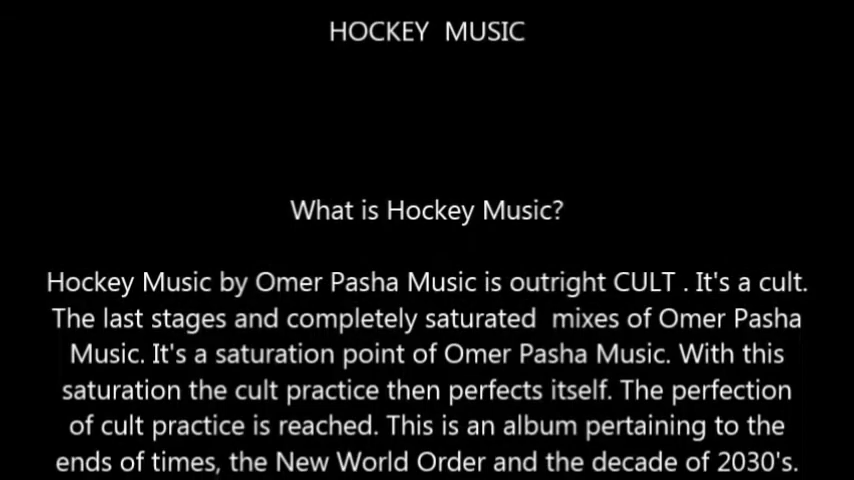 HOCKEY  MUSIC
What is Hockey Music?
Hockey Music by Omer Pasha Music is outright CULT . It's a cult.
The last stages and completely saturated  mixes of Omer Pasha
Music. It's a saturation point of Omer Pasha Music. With this
saturation the cult practice then perfects itself. The perfection
of cult practice is reached. This is an album pertaining to the
ends of times, the New World Order and the decade of 2030's.